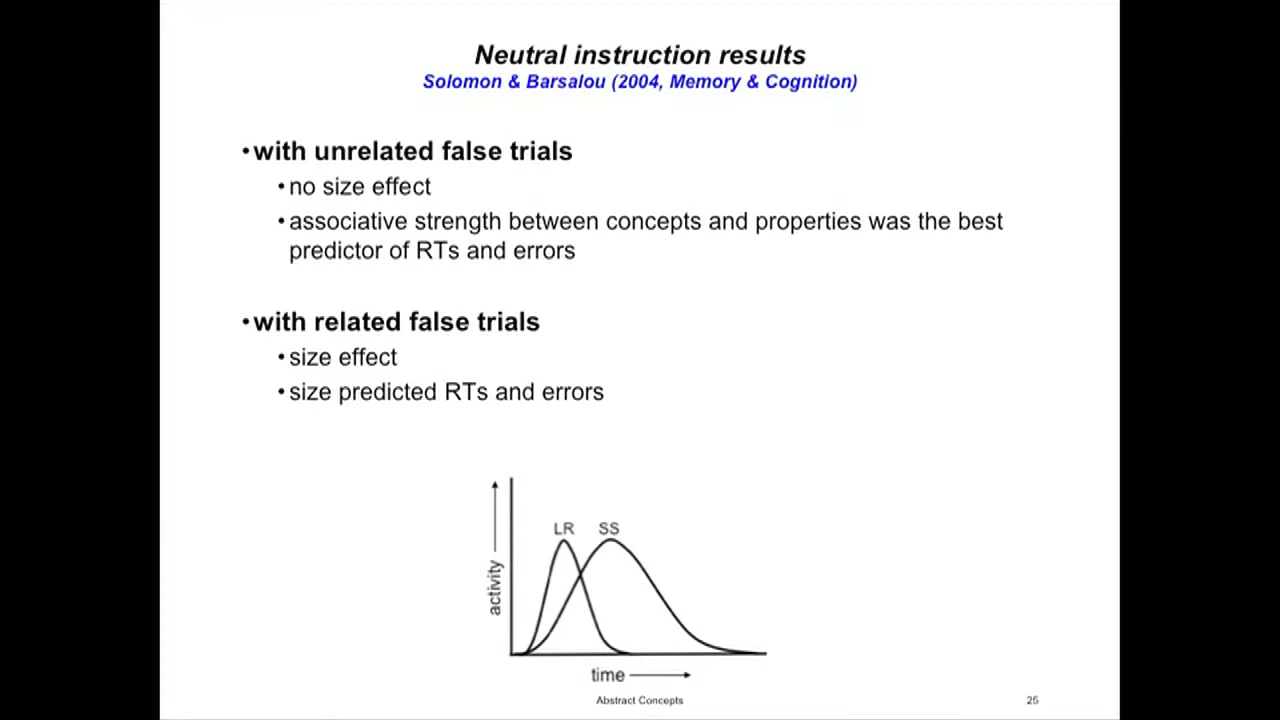 Neutral instruction results
Solomon & Barsalou (2004, Memory & Cognition)
•with unrelated false trials
•no size effect
•associative strength between concepts and properties was the best
predictor of RTs and errors
•with related false trials
•size effect
•size predicted RTs and errors
LR SS
activity
time
Abstract Concepts
25